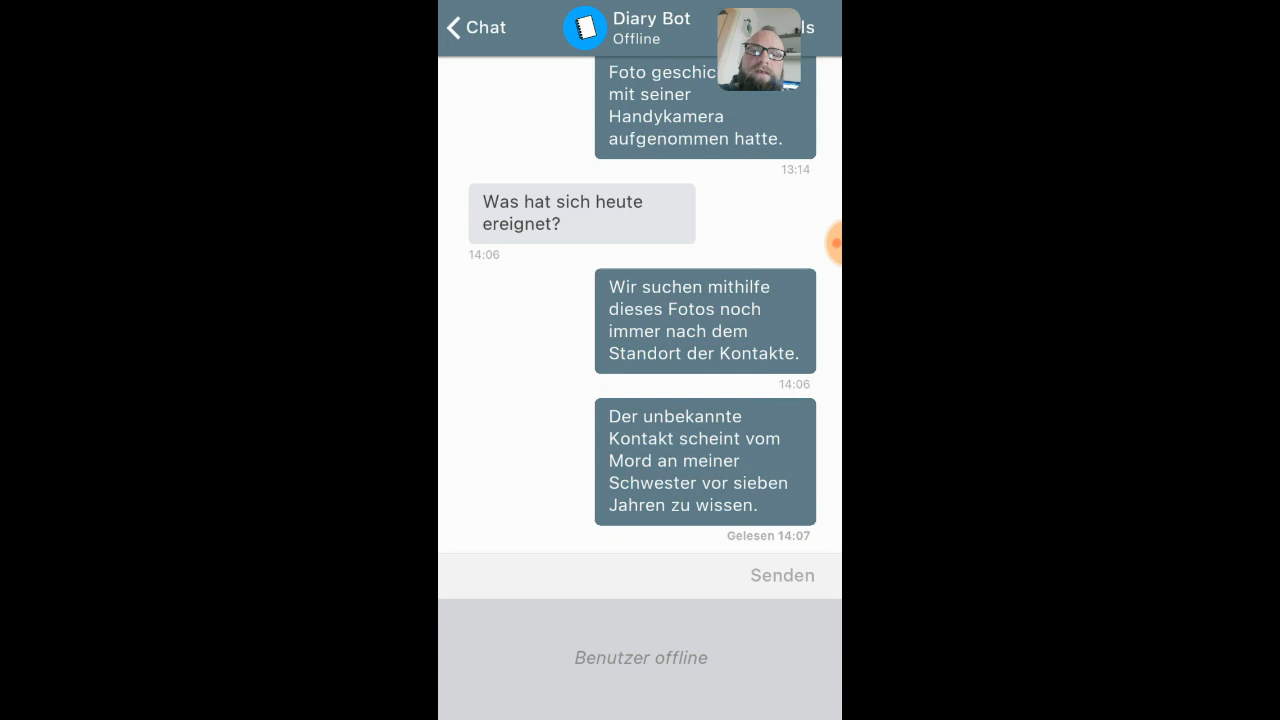 Chat
Diary Bot
Offline
ls
Foto geschic
mit seiner
Handykamera
aufgenommen hatte.
13:14
Was hat sich heute
ereignet?
14:06
Wir suchen mithilfe
dieses Fotos noch
immer nach dem
Standort der Kontakte.
14:06
Der unbekannte
Kontakt scheint vom
Mord an meiner
Schwester vor sieben
Jahren zu wissen.
Gelesen 14:07
Senden
Benutzer offline